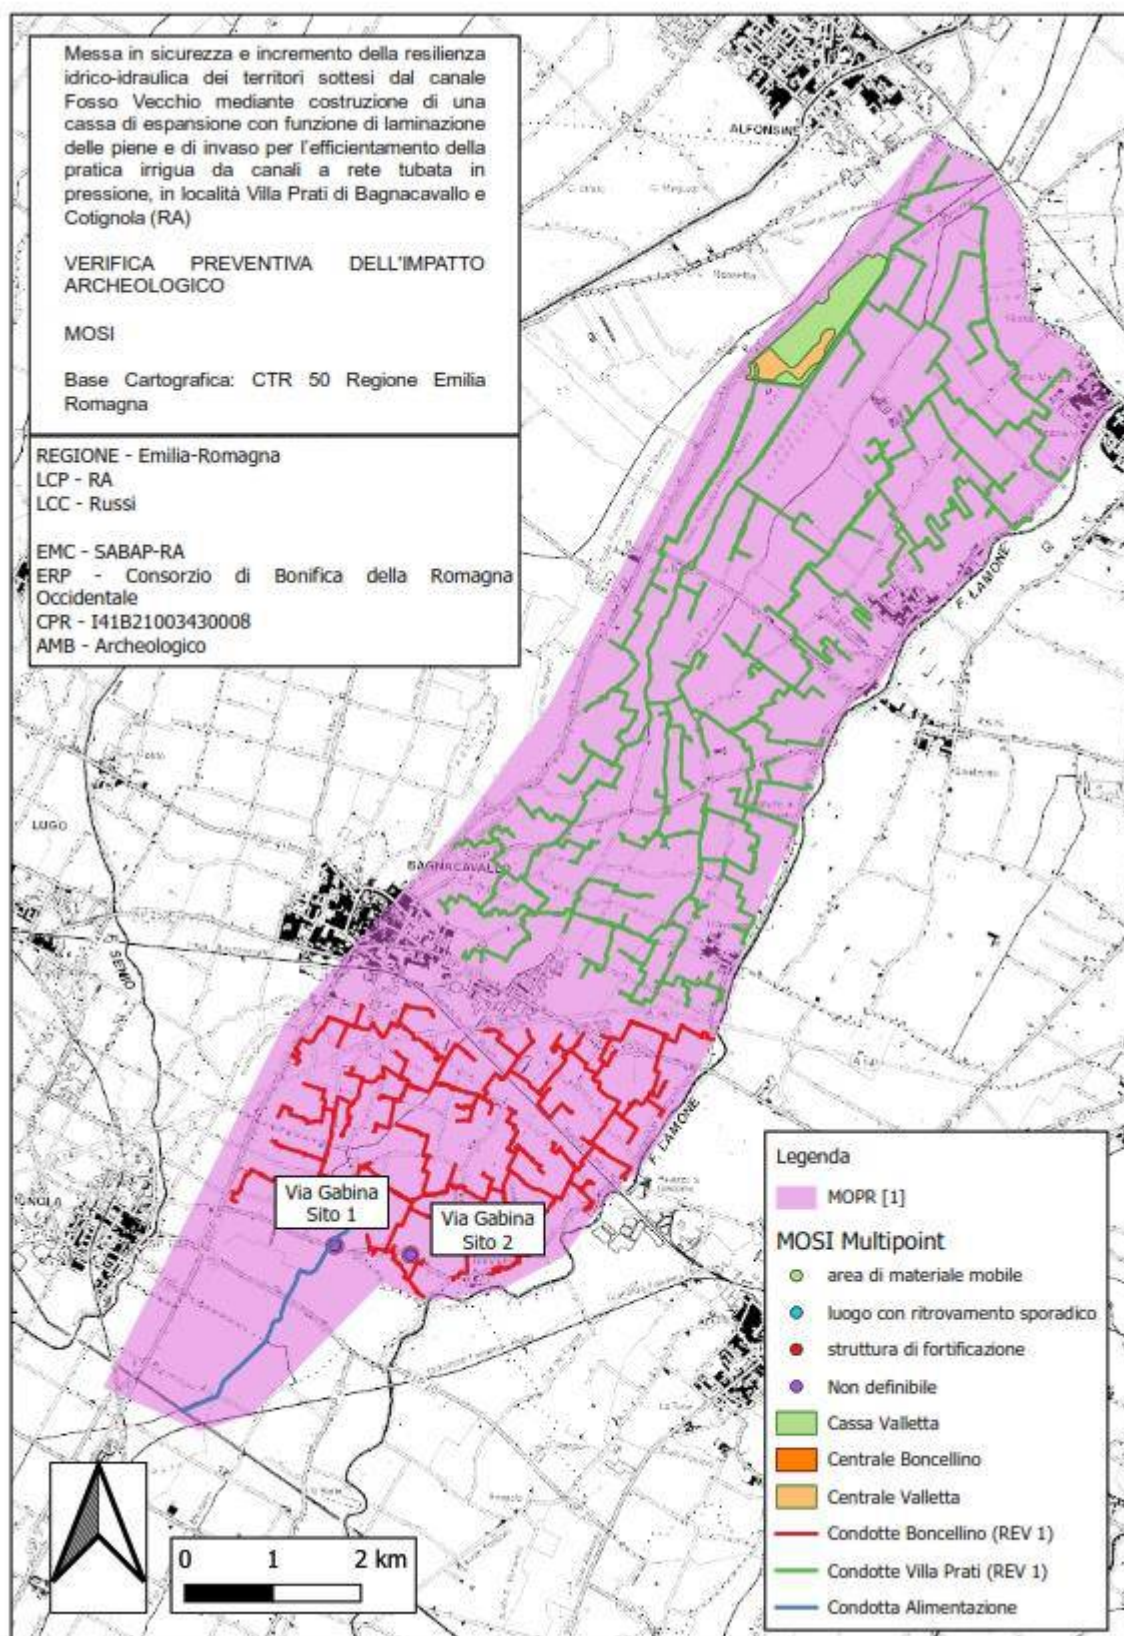 Messa in sicurezza e incremento della resilienza
idrico-idraulica dei territori sottesi dal canale
Fosso Vecchio mediante costruzione di una
cassa di espansione con funzione di laminazione
delle piene e di invaso per l'efficientamento della
pratica irrigua da canali a rete tubata in
pressione, in località Villa Prati di Bagnacavallo e
Cotignola (RA)
VERIFICA PREVENTIVA DELL'IMPATTO
ARCHEOLOGICO
MOSI
Base Cartografica: CTR 50 Regione Emilia
Romagna
REGIONE - Emilia-Romagna
LCP - RA
LCC - Russi
EMC - SABAP-RA
ERP - Consorzio di Bonifica della Romagna
Occidentale
CPR - I41B21003430008
AMB - Archeologico
ALFONSINE
F. LAMONE
LUGO
BAGNACAVALLO
SENIO
F. LAMONE
Via Gabina
Sito 1
Via Gabina
Sito 2
0 1 2 km
Legenda
MOPR [1]
MOSI Multipoint
area di materiale mobile
luogo con ritrovamento sporadico
struttura di fortificazione
Non definibile
Cassa Valletta
Centrale Boncellino
Centrale Valletta
Condotte Boncellino (REV 1)
Condotte Villa Prati (REV 1)
Condotta Alimentazione